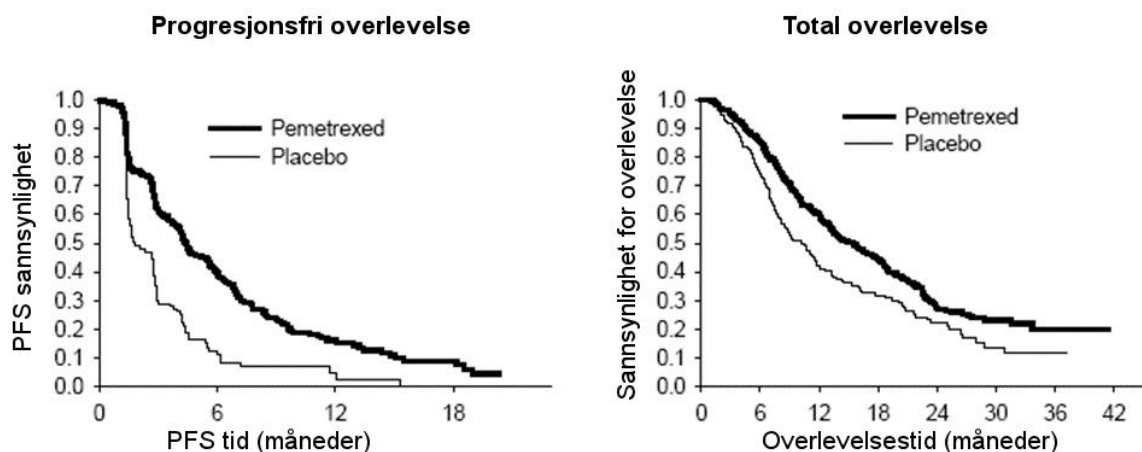 Progresjonsfri overlevelse
PFS sannsynlighet
1.0
0.9
0.8
0.7
0.6
0.5
0.4
0.3
0.2
0.1
0.0
Pemetrexed
Placebo
0 6 12 18
PFS tid (måneder)
Total overlevelse
Sannsynlighet for overlevelse
1.0
0.9
0.8
0.7
0.6
0.5
0.4
0.3
0.2
0.1
0.0
Pemetrexed
Placebo
0 6 12 18 24 30 36 42
Overlevelsestid (måneder)